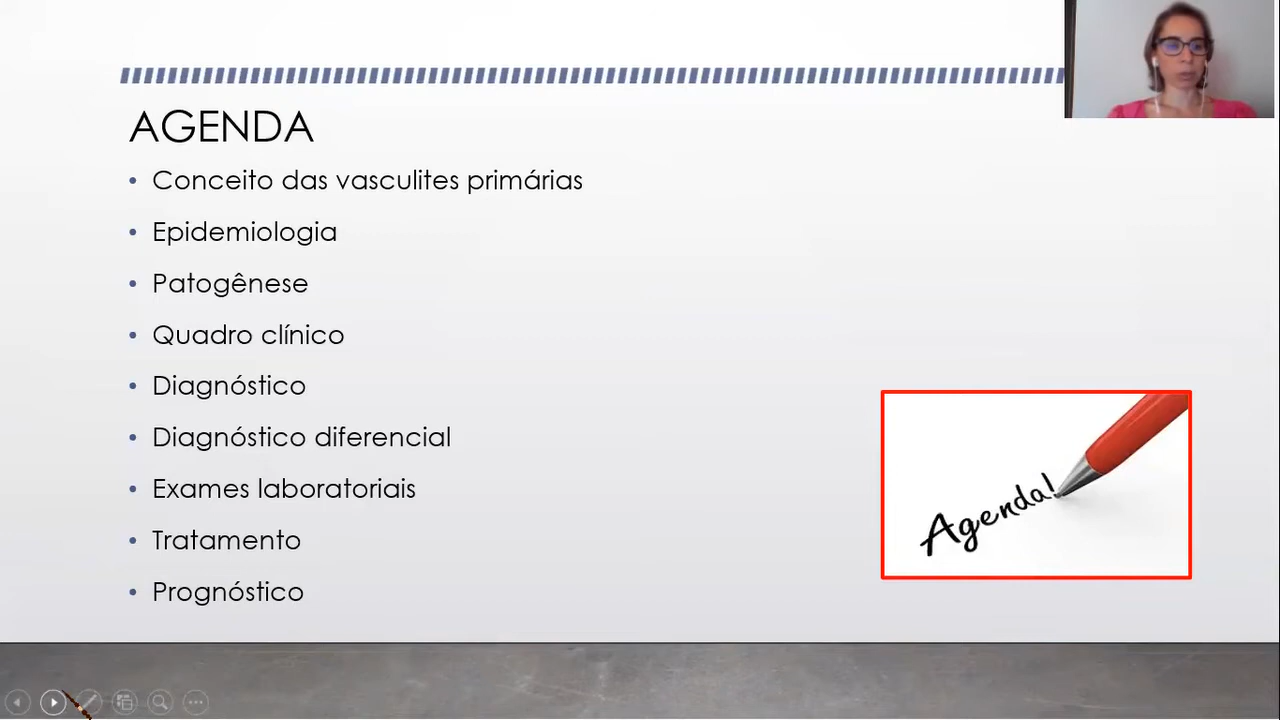 AGENDA
• Conceito das vasculites primárias
• Epidemiologia
• Patogênese
• Quadro clínico
• Diagnóstico
• Diagnóstico diferencial
• Exames laboratoriais
• Tratamento
• Prognóstico
Agenda!